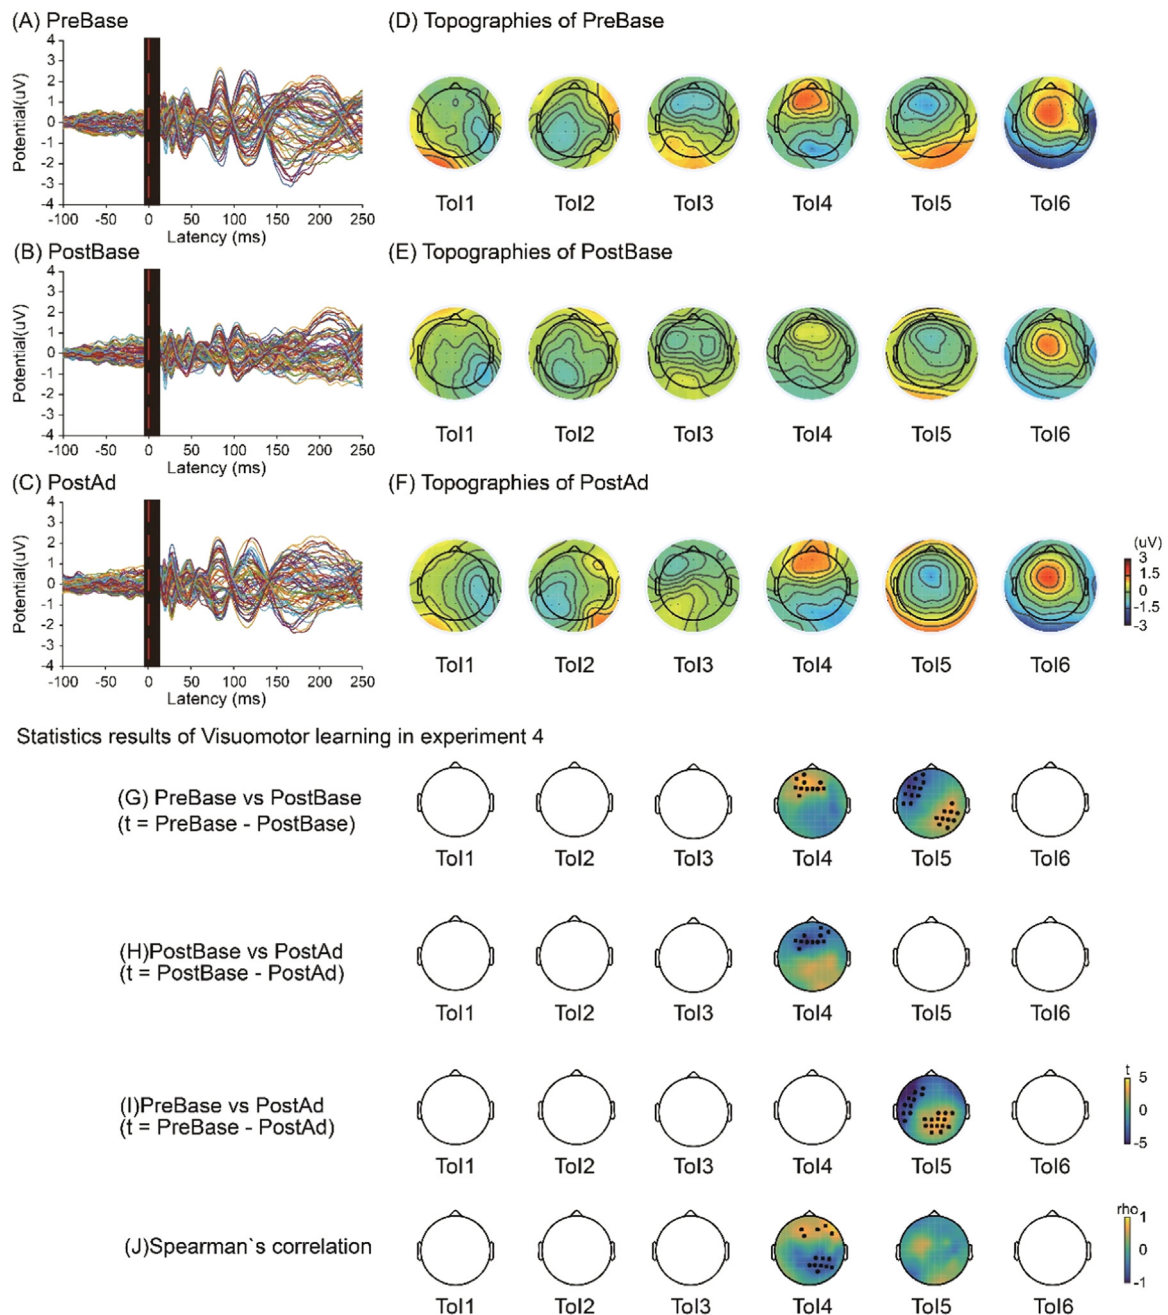 (A) PreBase
(D) Topographies of PreBase
4
3
2
1
0
-1
-2
-3
-4
Potential(uV)
-100 -50 0 50 100 150 200 250
Latency (ms)
ToI1 ToI2 ToI3 ToI4 ToI5 ToI6
(B) PostBase
(E) Topographies of PostBase
4
3
2
1
0
-1
-2
-3
-4
Potential(uV)
-100 -50 0 50 100 150 200 250
Latency (ms)
ToI1 ToI2 ToI3 ToI4 ToI5 ToI6
(C) PostAd
(F) Topographies of PostAd
4
3
2
1
0
-1
-2
-3
-4
Potential(uV)
-100 -50 0 50 100 150 200 250
Latency (ms)
(uV)
3
1.5
0
-1.5
-3
ToI1 ToI2 ToI3 ToI4 ToI5 ToI6
Statistics results of Visuomotor learning in experiment 4
(G) PreBase vs PostBase
(t = PreBase - PostBase)
ToI1 ToI2 ToI3 ToI4 ToI5 ToI6
(H)PostBase vs PostAd
(t = PostBase - PostAd)
ToI1 ToI2 ToI3 ToI4 ToI5 ToI6
(I)PreBase vs PostAd
(t = PreBase - PostAd)
t
5
0
-5
ToI1 ToI2 ToI3 ToI4 ToI5 ToI6
(J)Spearman`s correlation
rho
1
0
-1
ToI1 ToI2 ToI3 ToI4 ToI5 ToI6